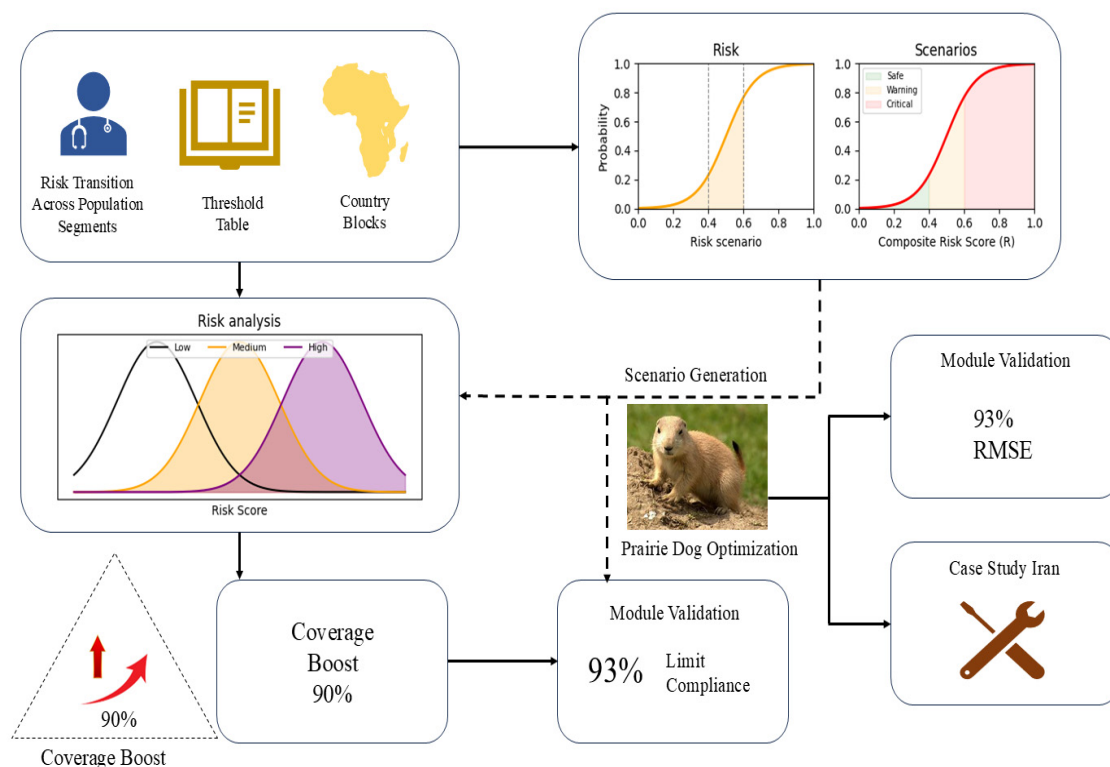 Risk Transition
Across Population
Segments
Threshold
Table
Country
Blocks
Risk
Probability
1.0
0.8
0.6
0.4
0.2
0.0
0.0 0.2 0.4 0.6 0.8 1.0
Risk scenario
Scenarios
Safe
Warning
Critical
1.0
0.8
0.6
0.4
0.2
0.0
0.0 0.2 0.4 0.6 0.8 1.0
Composite Risk Score (R)
Risk analysis
Low Medium High
Risk Score
Scenario Generation
Prairie Dog Optimization
Module Validation
93%
RMSE
Case Study Iran
90%
Coverage Boost
Coverage
Boost
90%
Module Validation
93% Limit
Compliance